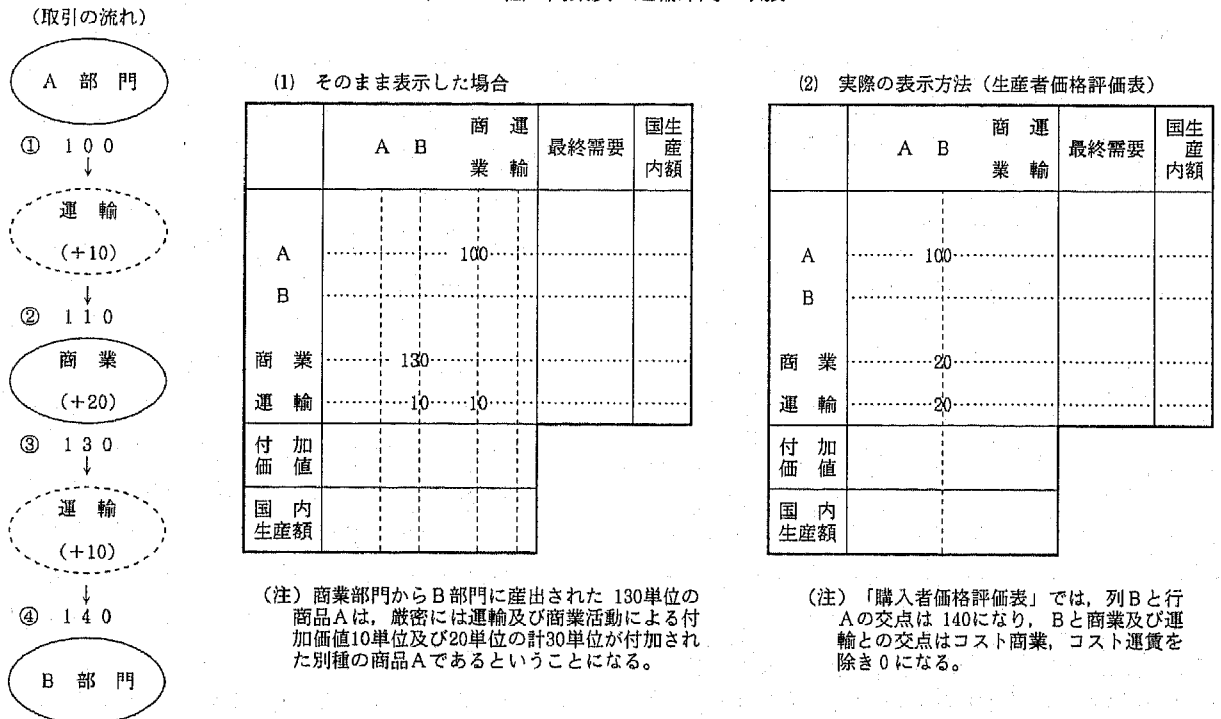 (取引の流れ)
A 部 門
① 1 0 0
↓
運 輸
(+10)
↓
② 1 1 0
商 業
(+20)
③ 1 3 0
↓
運 輸
(+10)
↓
④ 1 4 0
B 部 門
(1) そのまま表示した場合
A B 商業 運輸 最終需要 国内生産額
A 100
B
商 業 130
運 輸 10 10
付 加 価 値
国 内 生産額
(注) 商業部門からB部門に産出された 130単位の
商品Aは,厳密には運輸及び商業活動による付
加価値10単位及び20単位の計30単位が付加され
た別種の商品Aであるということになる。
(2) 実際の表示方法(生産者価格評価表)
A B 商業 運輸 最終需要 国内生産額
A 100
B
商 業 20
運 輸 20
付 加 価 値
国 内 生産額
(注) 「購入者価格評価表」では,列Bと行
Aの交点は 140になり, Bと商業及び運
輸との交点はコスト商業,コスト運賃を
除き0になる。